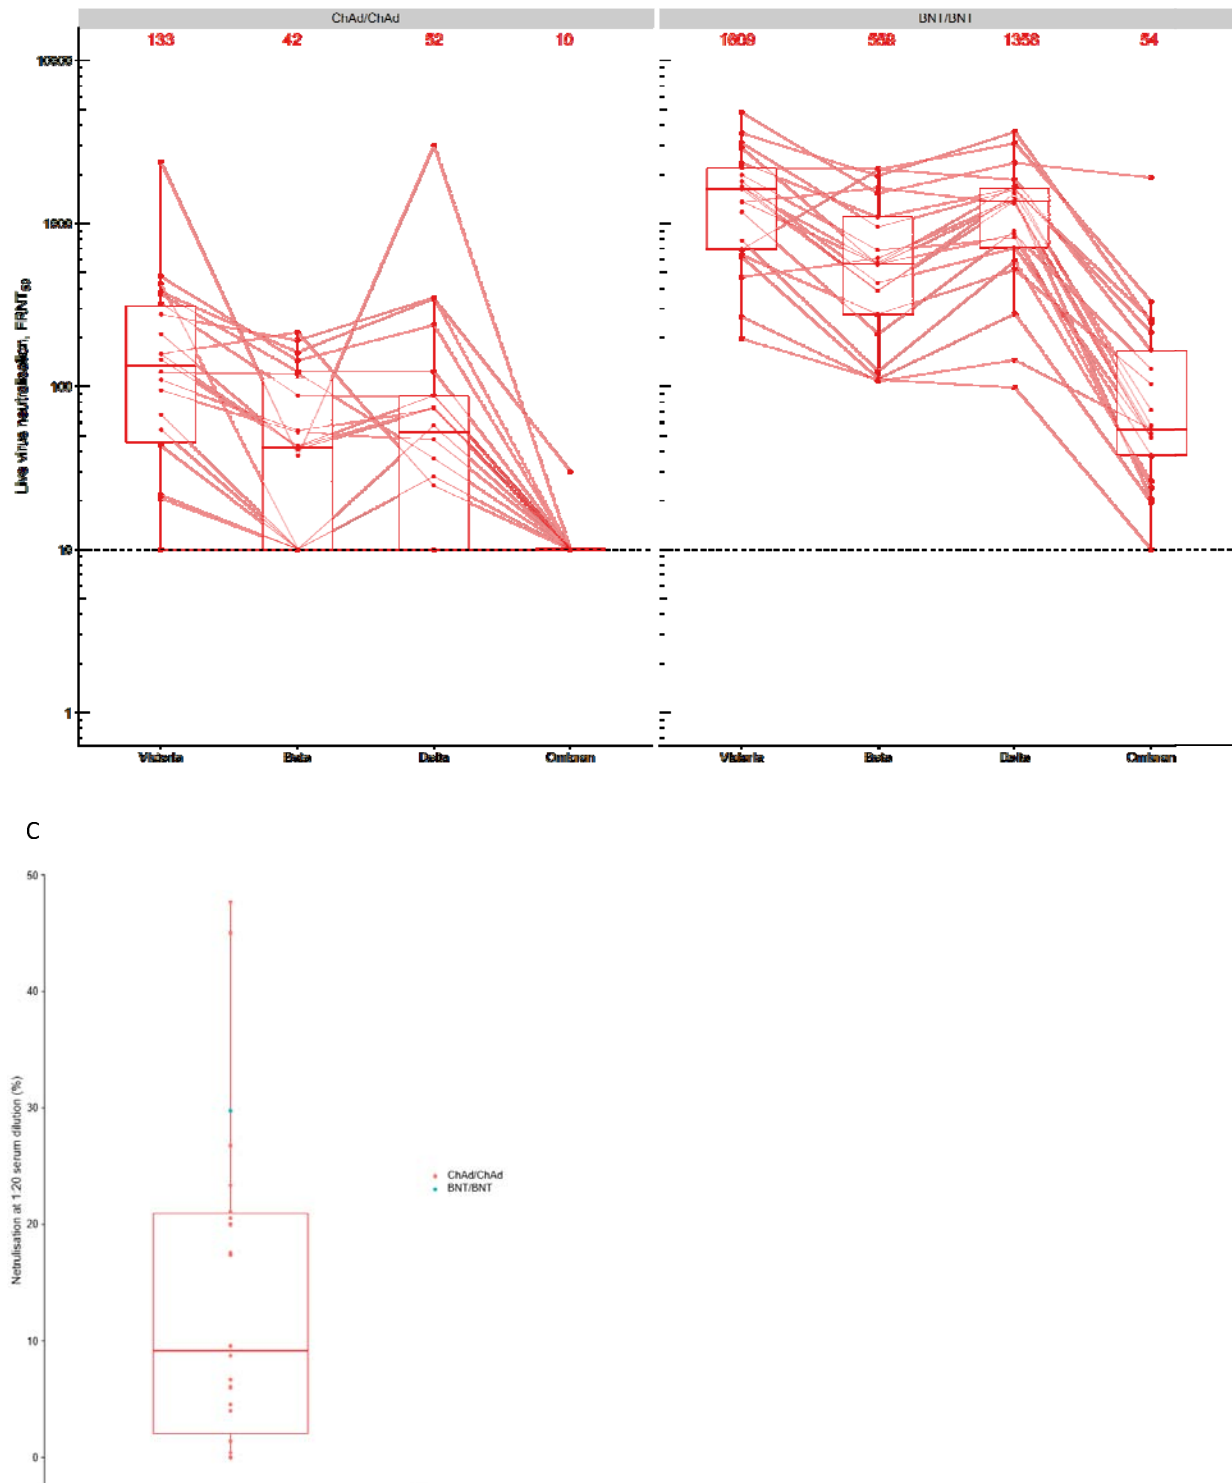 ChAd/ChAd
BNT/BNT
133 42 52 10
1609 559 1356 54
Live virus neutralisation, FRNT50
10000
1000
100
10
1
Victoria Beta Delta Omicron
Victoria Beta Delta Omicron
C
Netrulisation at 1:20 serum dilution (%)
50
40
30
20
10
0
ChAd/ChAd
BNT/BNT